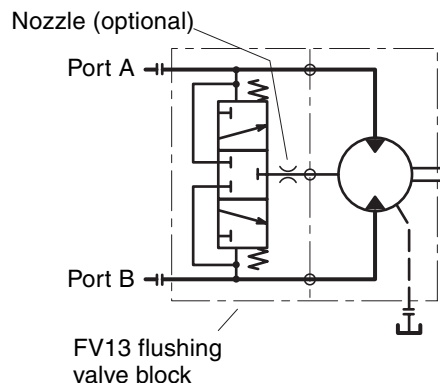 Nozzle (optional)
Port A
Port B
FV13 flushing
valve block